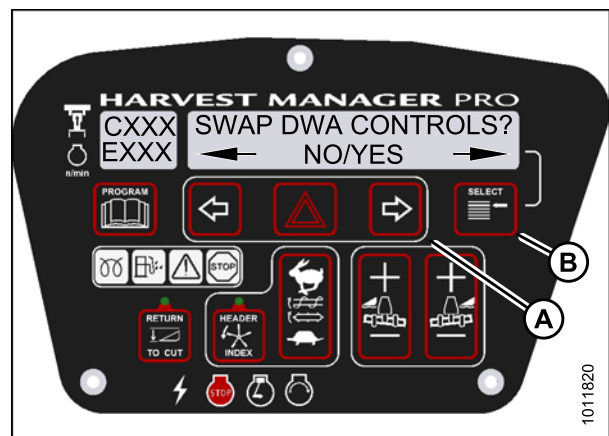 HARVEST MANAGER PRO
CXXX
EXXX
SWAP DWA CONTROLS?
NO/YES
n/min
PROGRAM
SELECT
B
A
STOP
RETURN
TO CUT
HEADER
INDEX
STOP
1011820